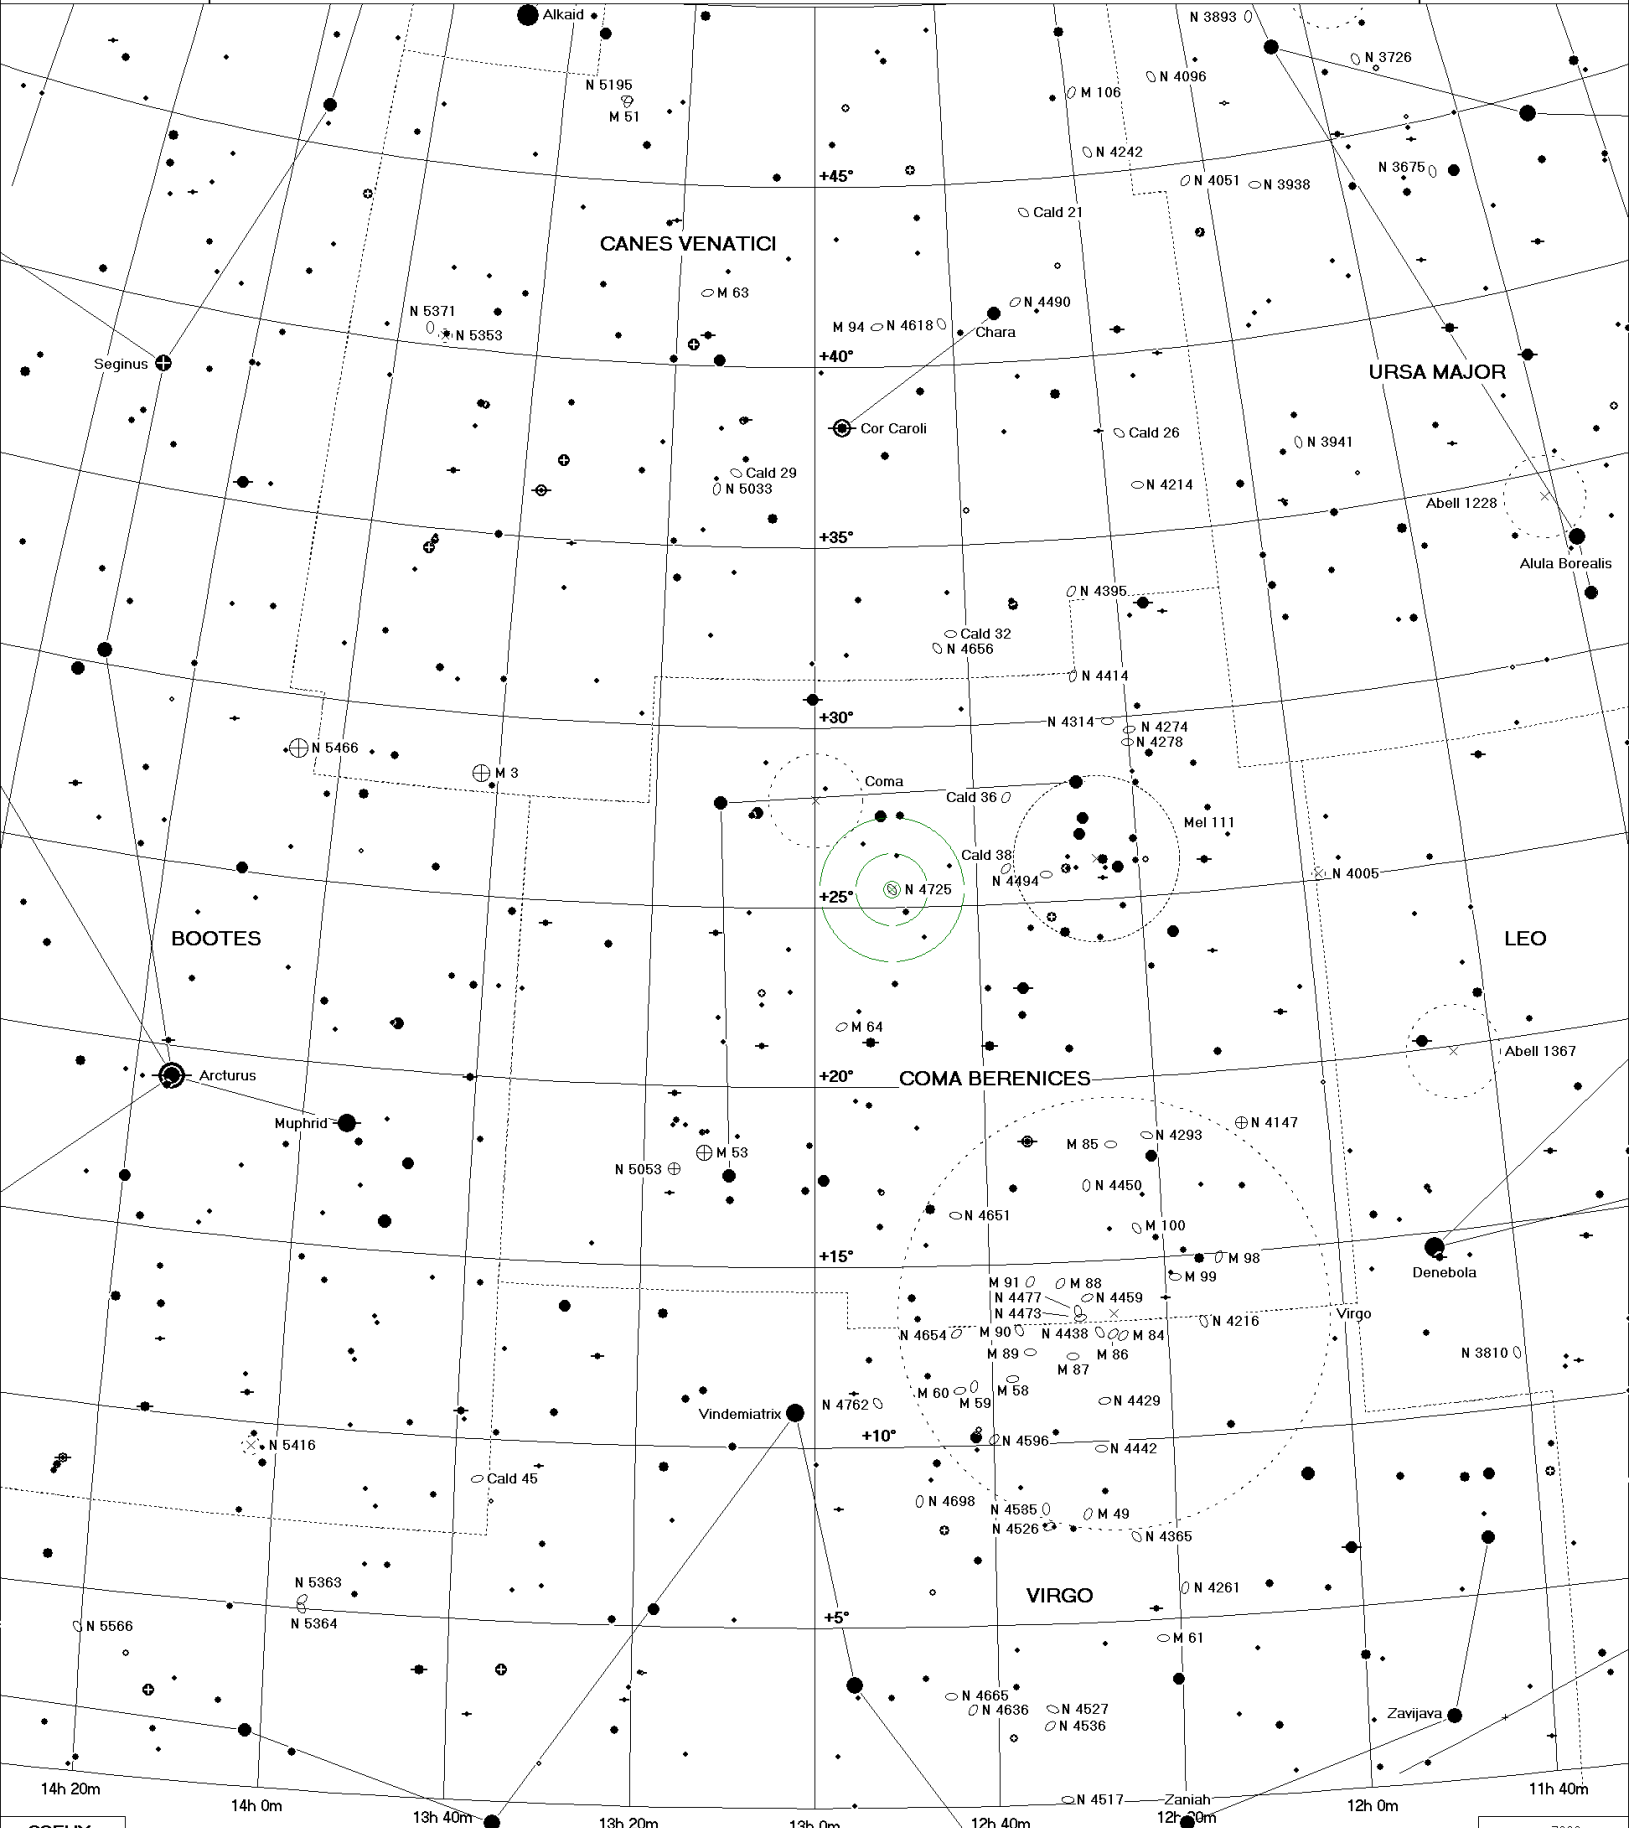 Alkaid
N 3893
N 3726
N 4096
N 5195
M 106
M 51
N 4242
N 3675
+45°
N 4051
N 3938
Cald 21
CANES VENATICI
M 63
N 4490
N 5371
M 94
N 4618
N 5353
Chara
+40°
Seginus
URSA MAJOR
Cor Caroli
Cald 26
N 3941
Cald 29
N 5033
N 4214
Abell 1228
+35°
Alula Borealis
N 4395
Cald 32
N 4656
N 4414
+30°
N 4314
N 4274
N 4278
N 5466
M 3
Coma
Cald 36
Mel 111
Cald 38
N 4005
N 4494
N 4725
+25°
BOOTES
LEO
M 64
Abell 1367
Arcturus
+20°
COMA BERENICES
Muphrid
N 4147
M 85
N 4293
M 53
N 5053
N 4450
N 4651
M 100
+15°
M 98
Denebola
M 99
M 91
M 88
N 4477
N 4459
N 4473
Virgo
N 4216
N 4654
M 90
N 4438
M 84
M 89
M 86
N 3810
M 87
M 60
M 58
N 4762
M 59
N 4429
Vindemiatrix
+10°
N 4596
N 4442
N 5416
Cald 45
N 4698
N 4535
M 49
N 4526
N 4365
N 5363
N 4261
VIRGO
+5°
N 5364
N 5566
M 61
N 4665
N 4636
N 4527
Zavijava
N 4536
14h 20m
11h 40m
N 4517
Zaniah
14h 0m
12h 0m
13h 40m
13h 20m
13h 0m
12h 40m
12h 20m